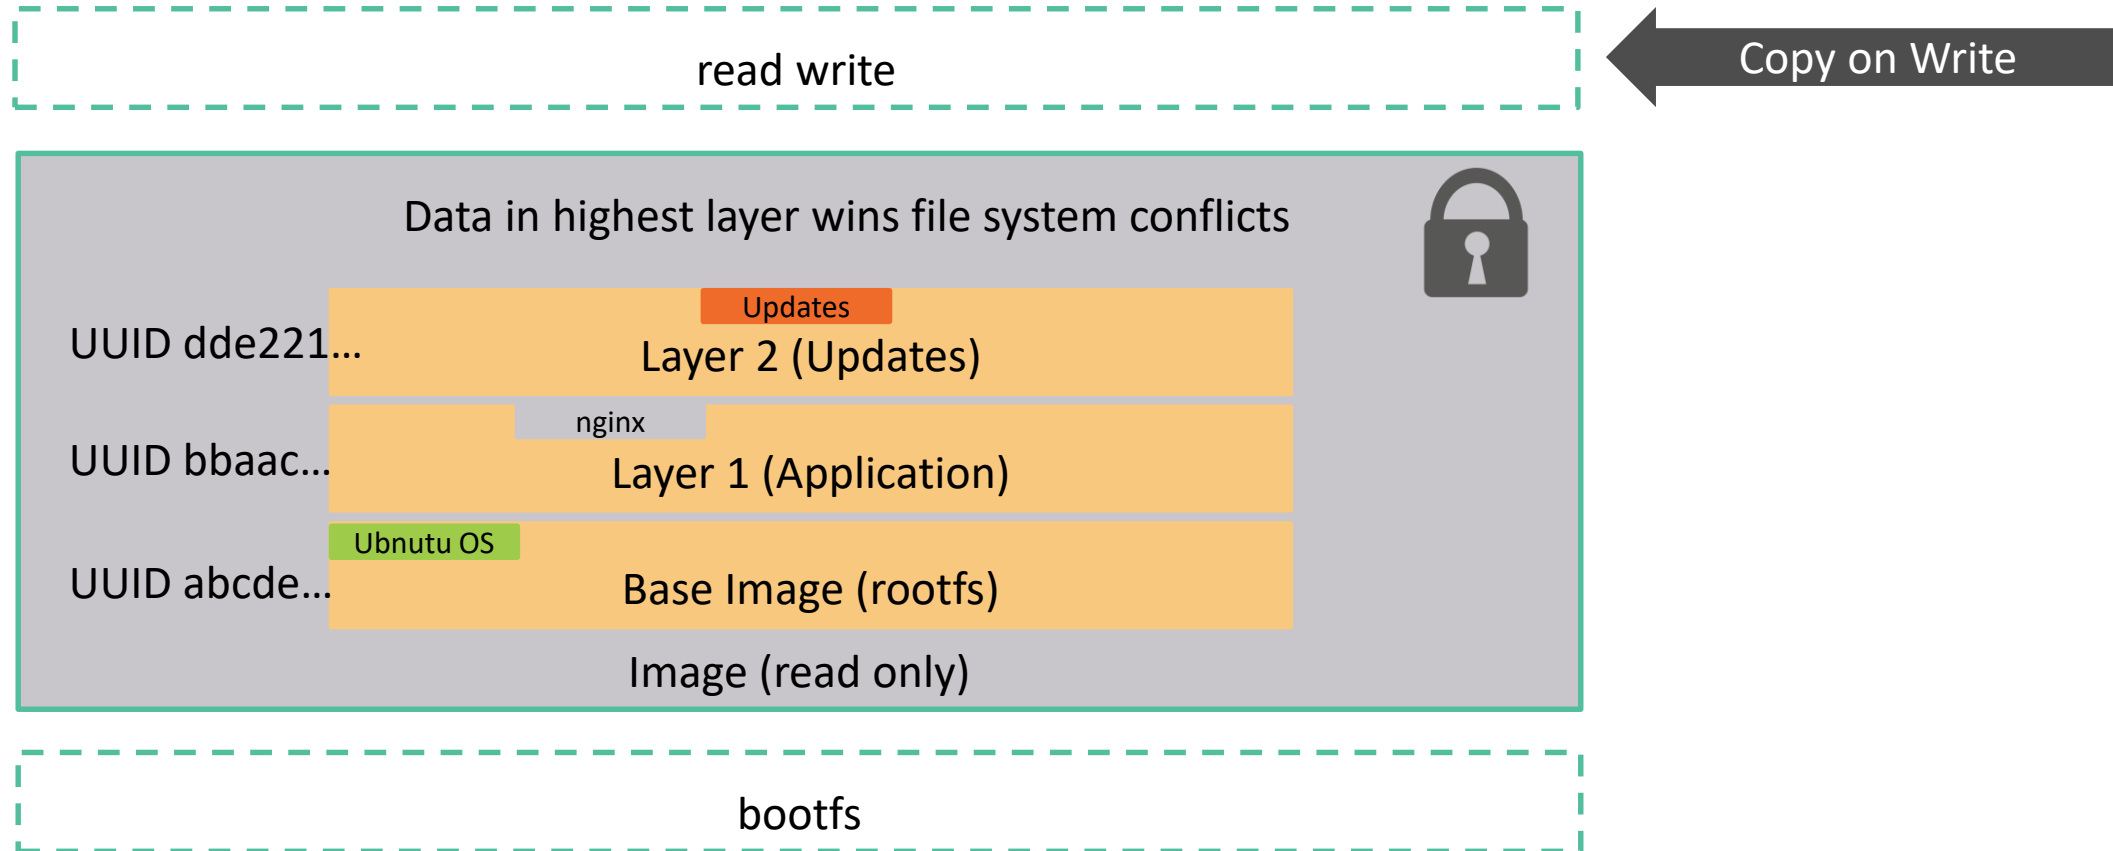 read write
Copy on Write
Data in highest layer wins file system conflicts
Updates
UUID dde221...
Layer 2 (Updates)
nginx
UUID bbaac...
Layer 1 (Application)
Ubnutu OS
UUID abcde...
Base Image (rootfs)
Image (read only)
bootfs